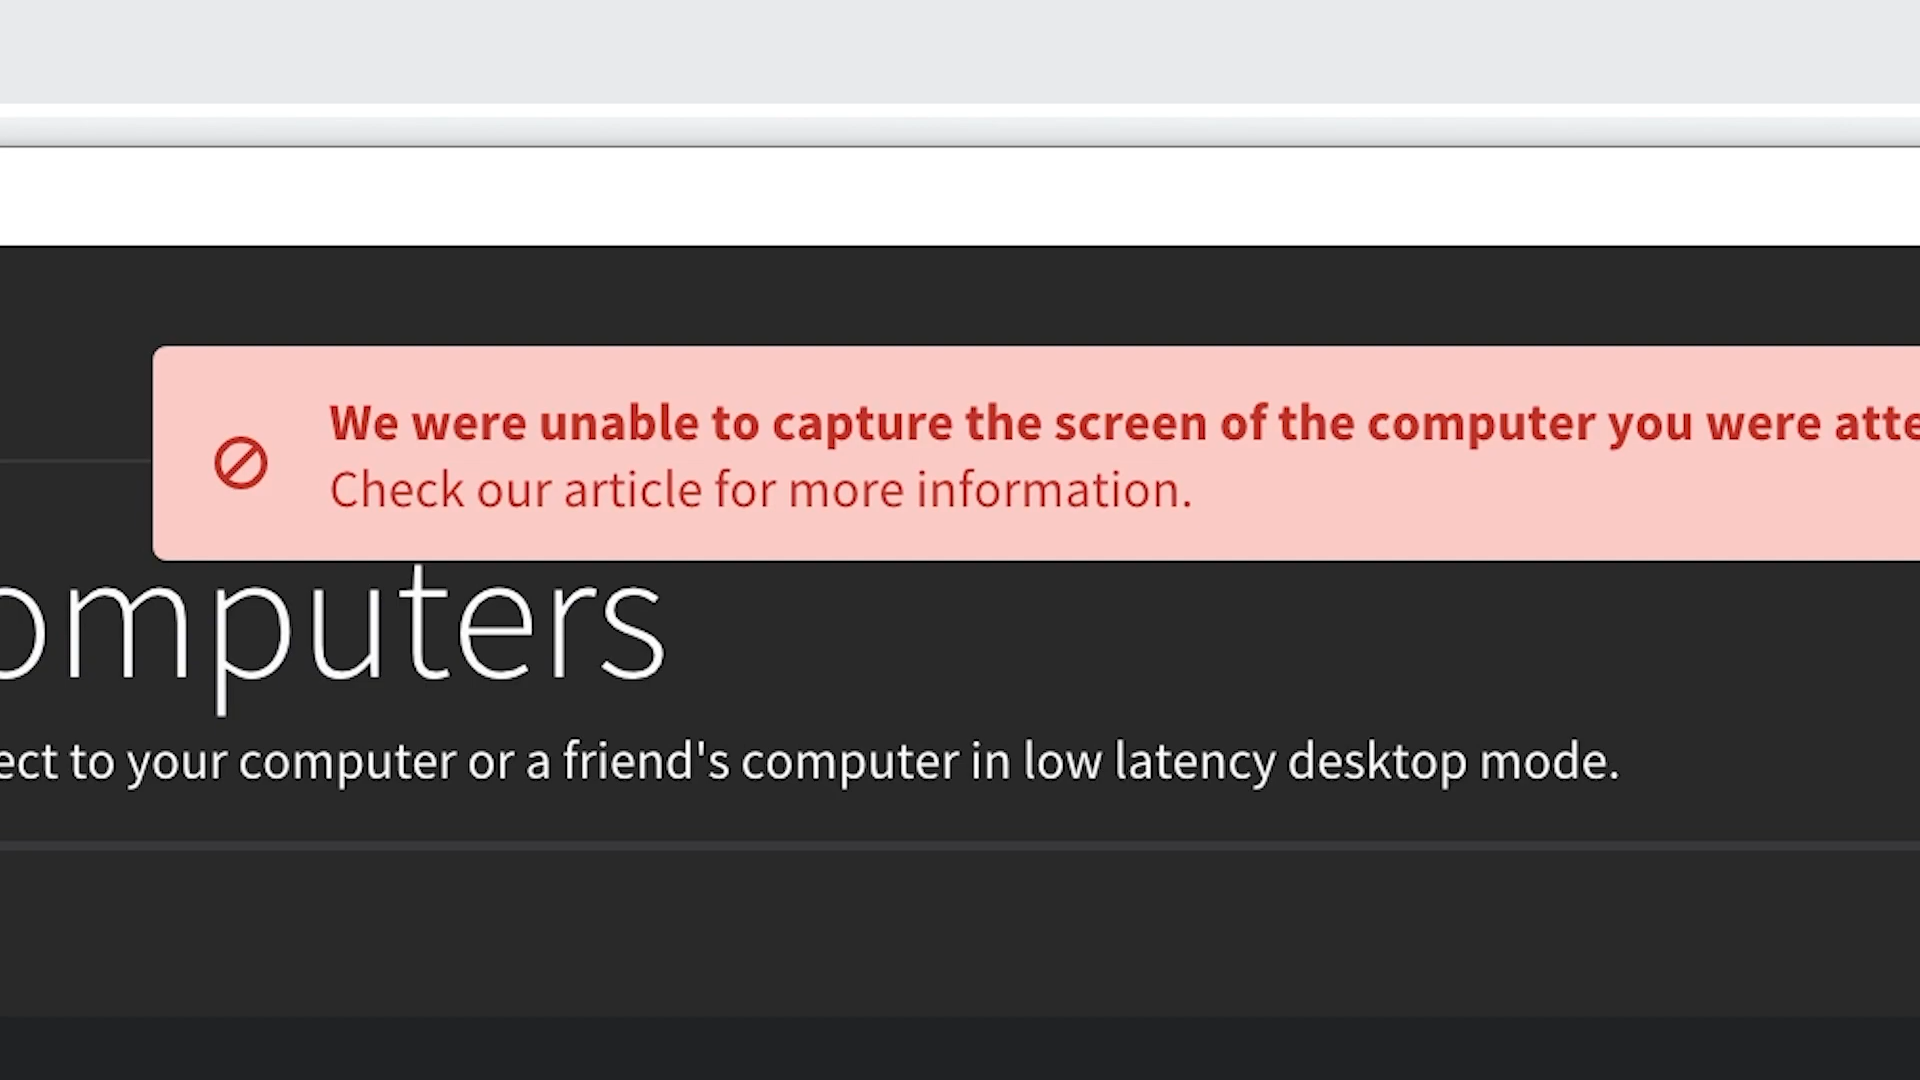 We were unable to capture the screen of the computer you were
Check our article for more information.
omputers
ect to your computer or a friend's computer in low latency desktop mode.